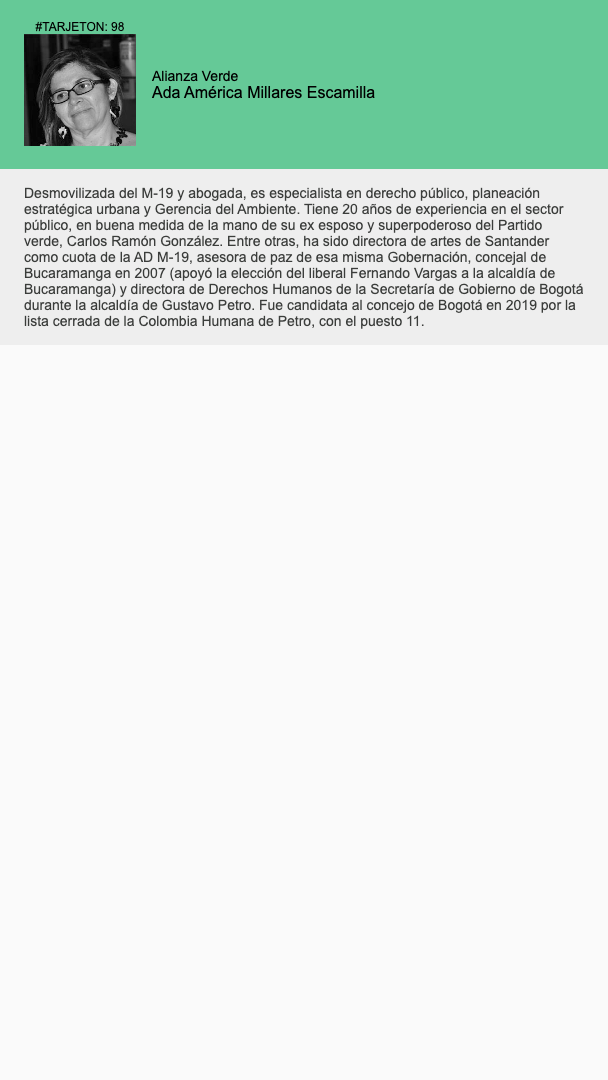 #TARJETON: 98
Alianza Verde
Ada América Millares Escamilla
Desmovilizada del M-19 y abogada, es especialista en derecho público, planeación
estratégica urbana y Gerencia del Ambiente. Tiene 20 años de experiencia en el sector
público, en buena medida de la mano de su ex esposo y superpoderoso del Partido
verde, Carlos Ramón González. Entre otras, ha sido directora de artes de Santander
como cuota de la AD M-19, asesora de paz de esa misma Gobernación, concejal de
Bucaramanga en 2007 (apoyó la elección del liberal Fernando Vargas a la alcaldía de
Bucaramanga) y directora de Derechos Humanos de la Secretaría de Gobierno de Bogotá
durante la alcaldía de Gustavo Petro. Fue candidata al concejo de Bogotá en 2019 por la
lista cerrada de la Colombia Humana de Petro, con el puesto 11.